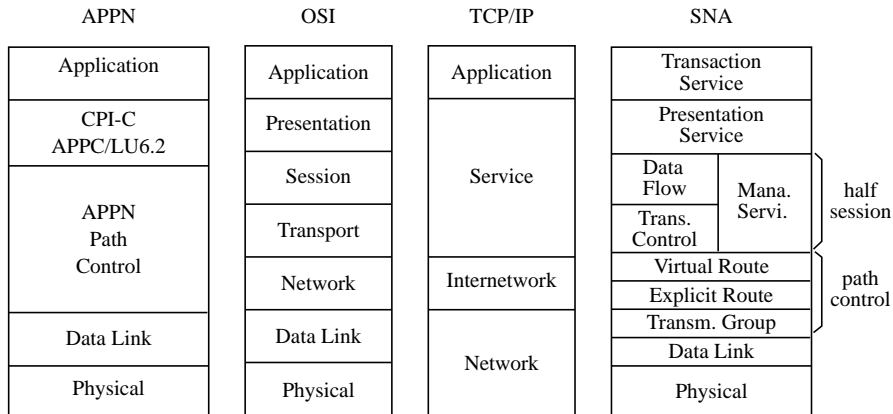 APPN
OSI
TCP/IP
SNA
Application
CPI-C
APPC/LU6.2
APPN
Path
Control
Data Link
Physical
Application
Presentation
Session
Transport
Network
Data Link
Physical
Application
Service
Internetwork
Network
Transaction
Service
Presentation
Service
Data
Flow
Trans.
Control
Mana.
Servi.
half
session
Virtual Route
Explicit Route
Transm. Group
path
control
Data Link
Physical